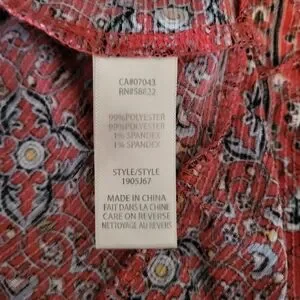 CA#07043
RN#58822
99%POLYESTER
99%POLYESTER
1% SPANDEX
1% SPANDEX
STYLE/STYLE
1905J67
MADE IN CHINA
FAIT DANS LA CHINE
CARE ON REVERSE
NETTOYAGE AU REVERS